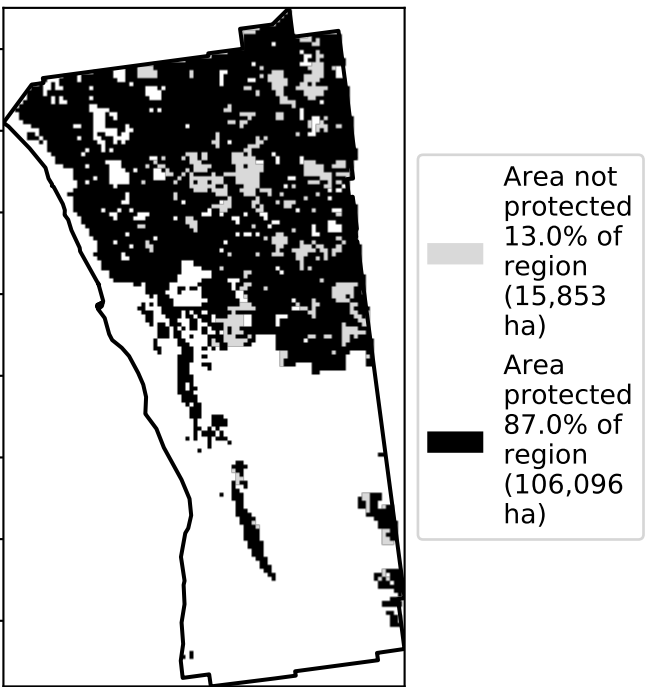 Area not
protected
13.0% of
region
(15,853
ha)
Area
protected
87.0% of
region
(106,096
ha)